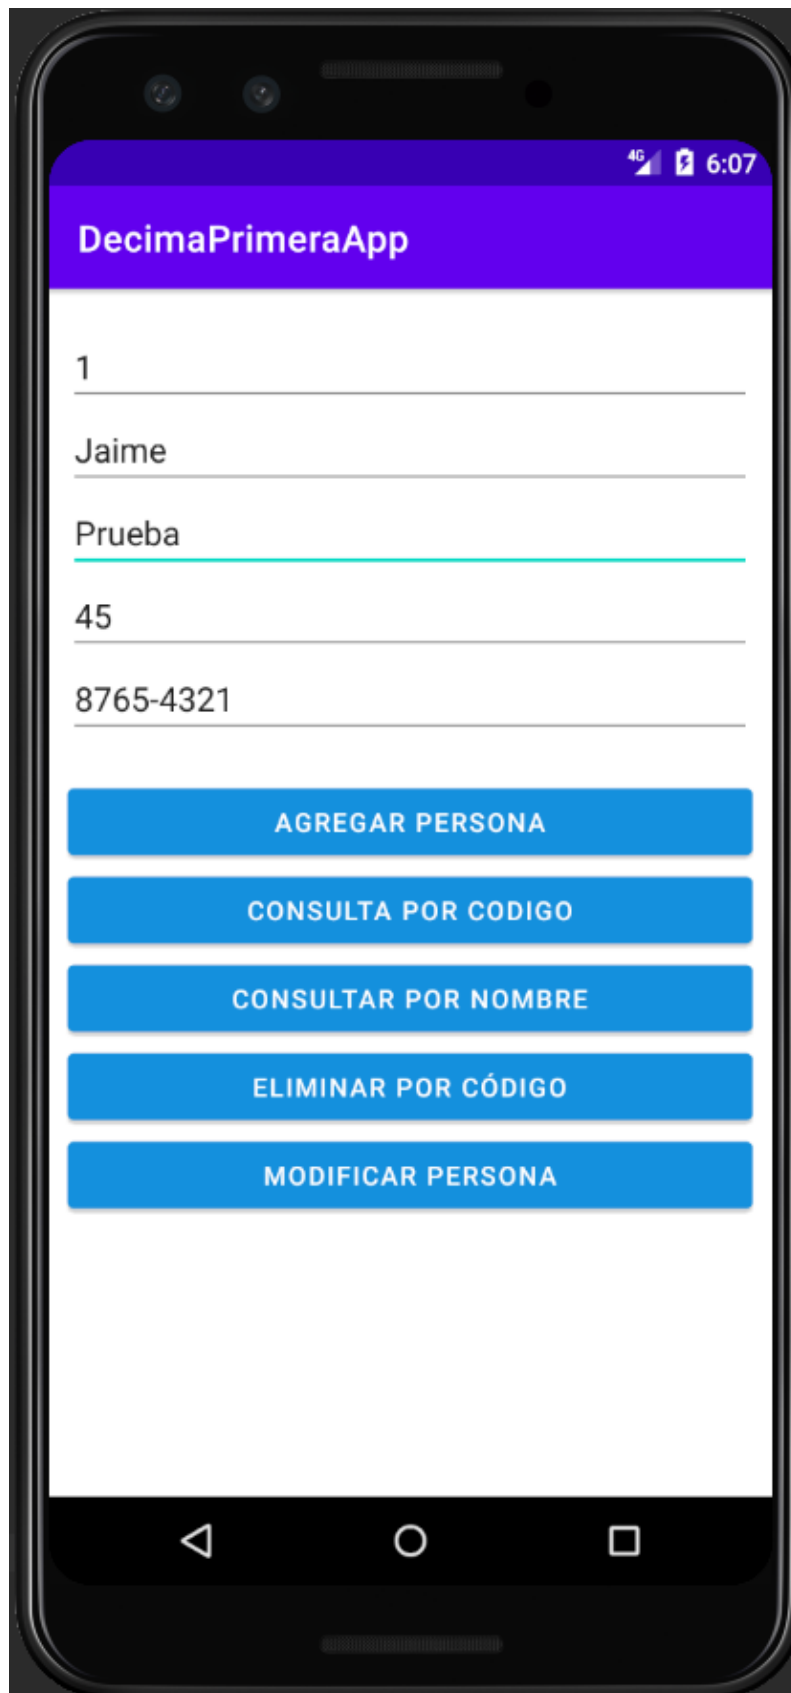 4G 6:07
DecimaPrimeraApp
1
Jaime
Prueba
45
8765-4321
AGREGAR PERSONA
CONSULTA POR CODIGO
CONSULTAR POR NOMBRE
ELIMINAR POR CÓDIGO
MODIFICAR PERSONA